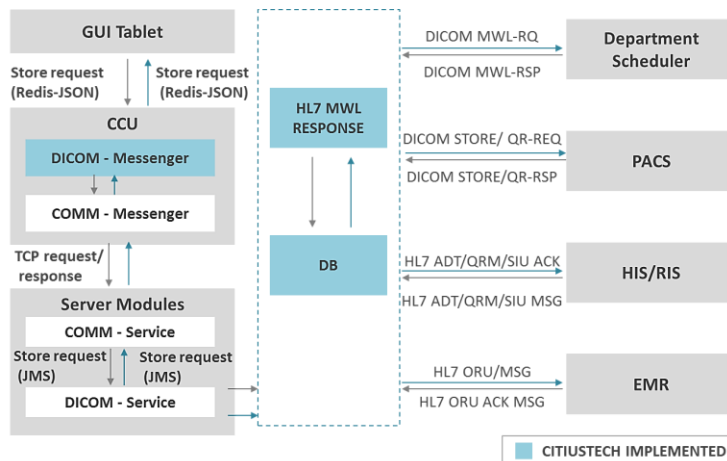 GUI Tablet
Store request
(Redis-JSON)
Store request
(Redis-JSON)
CCU
DICOM - Messenger
COMM - Messenger
TCP request/
response
Server Modules
COMM - Service
Store request
(JMS)
Store request
(JMS)
DICOM - Service
HL7 MWL
RESPONSE
DB
DICOM MWL-RQ
DICOM MWL-RSP
Department
Scheduler
DICOM STORE/ QR-REQ
DICOM STORE/QR-RSP
PACS
HL7 ADT/QRM/SIU ACK
HL7 ADT/QRM/SIU MSG
HIS/RIS
HL7 ORU/MSG
HL7 ORU ACK MSG
EMR
CITIUSTECH IMPLEMENTED